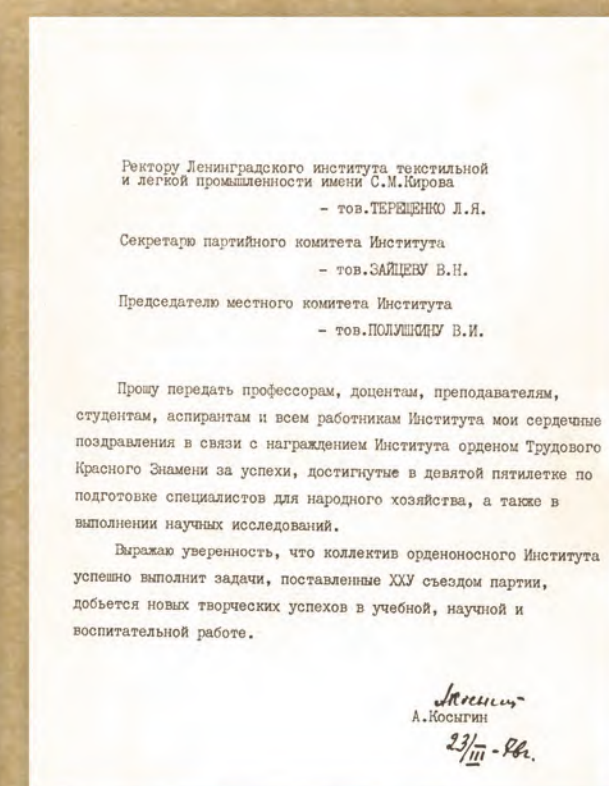 Ректору Ленинградского института текстильной
и легкой промышленности имени С.М.Кирова
- тов.ТЕРЕЩЕНКО Л.Я.
Секретарю партийного комитета Института
- тов.ЗАЙЦЕВУ В.Н.
Председателю местного комитета Института
- тов.ПОЛУШКИНУ В.И.
Прошу передать профессорам, доцентам, преподавателям,
студентам, аспирантам и всем работникам Института мои сердечные
поздравления в связи с награждением Института орденом Трудового
Красного Знамени за успехи, достигнутые в девятой пятилетке по
подготовке специалистов для народного хозяйства, а также в
выполнении научных исследований.
Выражаю уверенность, что коллектив орденоносного Института
успешно выполнит задачи, поставленные ХХУ съездом партии,
добьется новых творческих успехов в учебной, научной и
воспитательной работе.
АКосыгин
А.Косыгин
23/III - 76г.